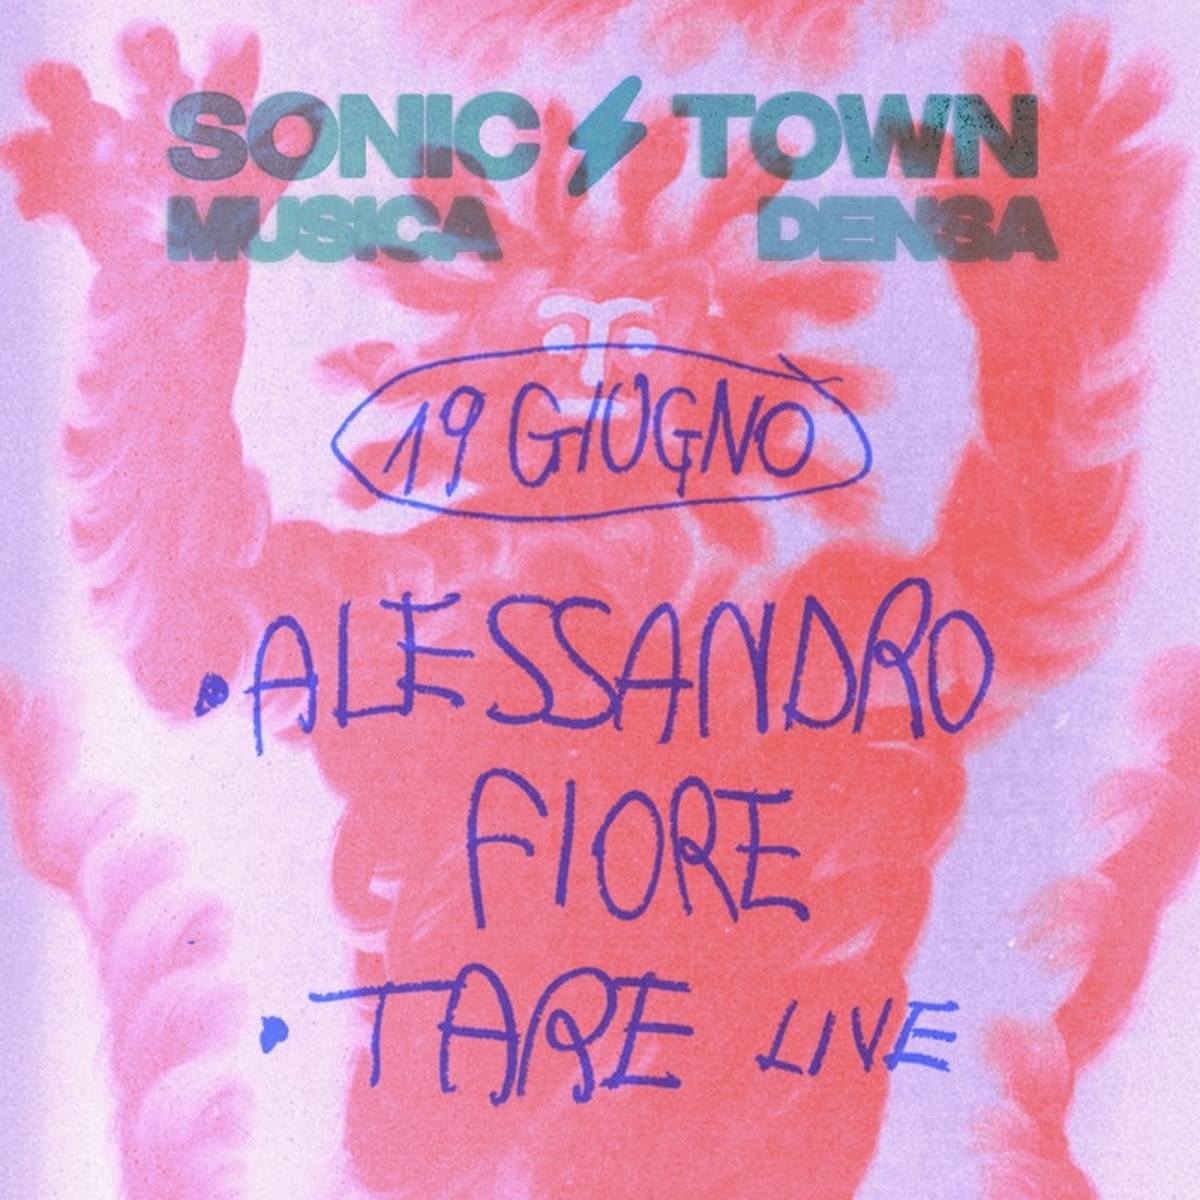 SONIC TOWN
MUSICA DENSA
19 GIUGNO
• ALESSANDRO
FIORE
• TARE LIVE